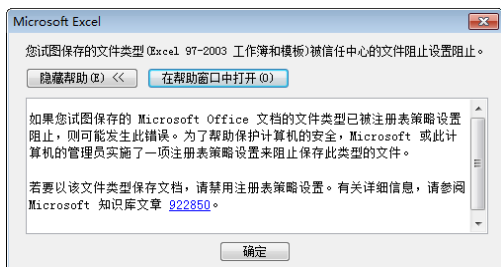 Microsoft Excel
您试图保存的文件类型(Excel 97-2003 工作簿和模板)被信任中心的文件阻止设置阻止。
隐藏帮助(E) << 在帮助窗口中打开(O)
如果您试图保存的 Microsoft Office 文档的文件类型已被注册表策略设置
阻止，则可能发生此错误。为了帮助保护计算机的安全，Microsoft 或此计
算机的管理员实施了一项注册表策略设置来阻止保存此类型的文件。
若要以该文件类型保存文档，请禁用注册表策略设置。有关详细信息，请参阅
Microsoft 知识库文章 922850。
确定